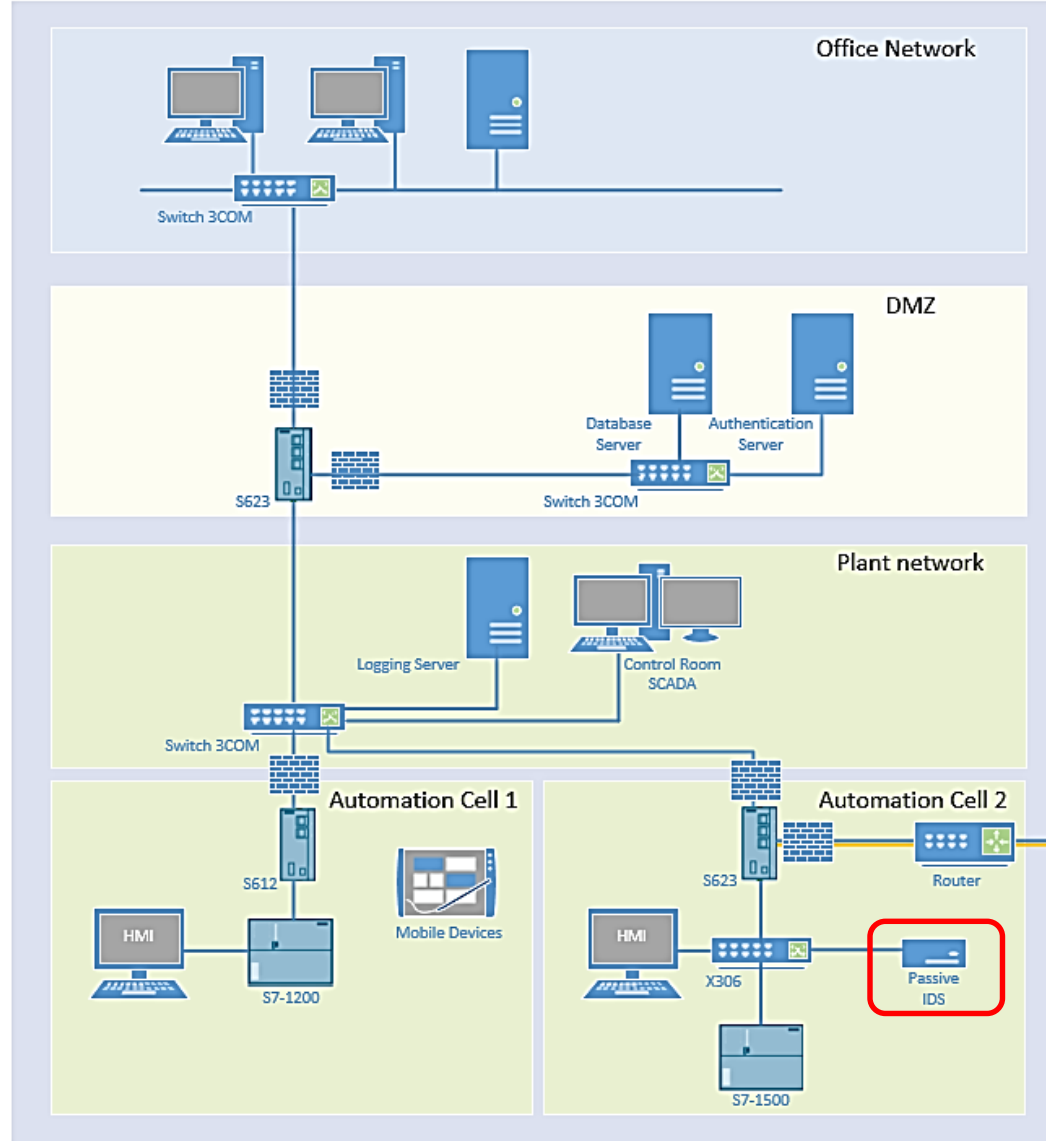 Office Network
Switch 3COM
DMZ
Database
Server
Authentication
Server
Switch 3COM
S623
Plant network
Logging Server
Control Room
SCADA
Switch 3COM
Automation Cell 1
S612
HMI
Mobile Devices
S7-1200
Automation Cell 2
S623
Router
HMI
X306
Passive
IDS
S7-1500